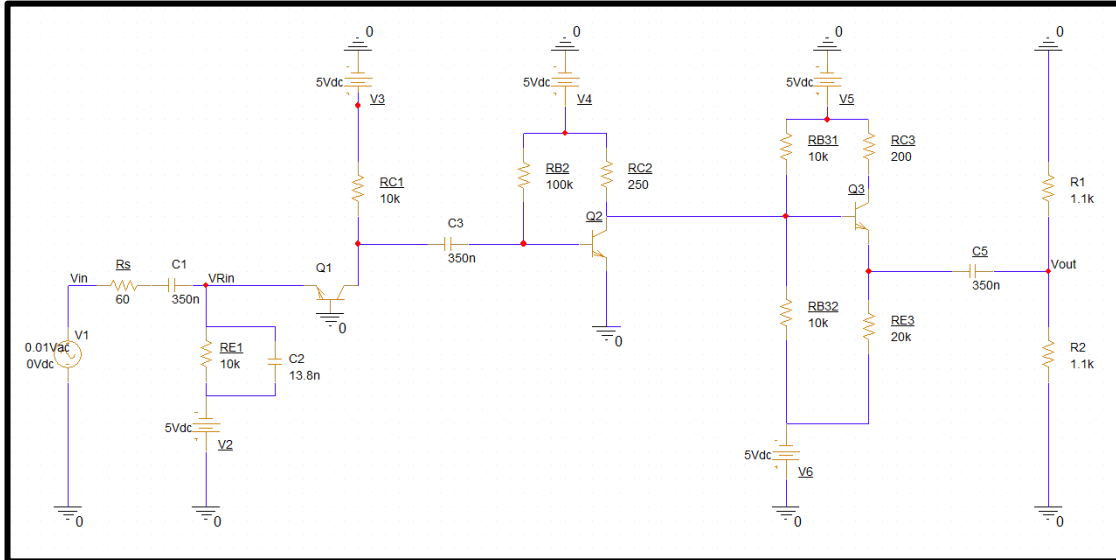 0
0
0
0
5Vdc
V3
5Vdc
V4
5Vdc
V5
RC1
10k
RB2
100k
RC2
250
RB31
10k
RC3
200
R1
1.1k
Q3
Q2
C3
350n
Vin
Rs
60
C1
350n
VRin
Q1
0
C5
350n
Vout
V1
0.01Vac
0Vdc
RE1
10k
C2
13.8n
0
RB32
10k
RE3
20k
R2
1.1k
5Vdc
V2
5Vdc
V6
0
0
0
0